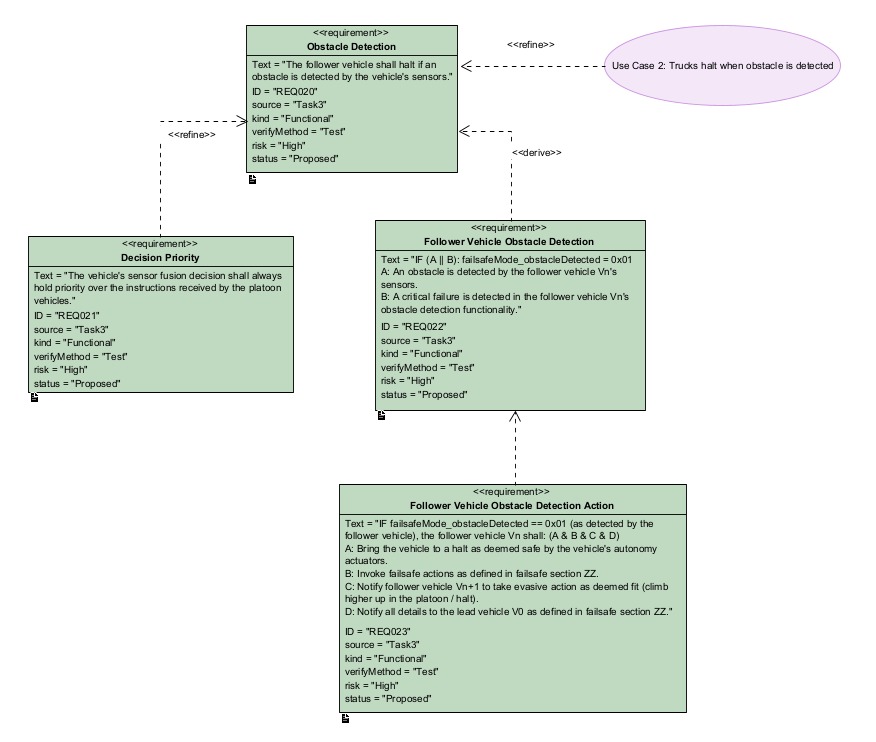 <<requirement>>
Obstacle Detection
Text = "The follower vehicle shall halt if an
obstacle is detected by the vehicle's sensors."
ID = "REQ020"
source = "Task3"
kind = "Functional"
verifyMethod = "Test"
risk = "High"
status = "Proposed"
<<refine>>
Use Case 2: Trucks halt when obstacle is detected
<<refine>>
<<derive>>
<<requirement>>
Decision Priority
Text = "The vehicle's sensor fusion decision shall always
hold priority over the instructions received by the platoon
vehicles."
ID = "REQ021"
source = "Task3"
kind = "Functional"
verifyMethod = "Test"
risk = "High"
status = "Proposed"
<<requirement>>
Follower Vehicle Obstacle Detection
Text = "IF (A || B): failsafeMode_obstacleDetected = 0x01
A: An obstacle is detected by the follower vehicle Vn's
sensors.
B: A critical failure is detected in the follower vehicle Vn's
obstacle detection functionality."
ID = "REQ022"
source = "Task3"
kind = "Functional"
verifyMethod = "Test"
risk = "High"
status = "Proposed"
<<requirement>>
Follower Vehicle Obstacle Detection Action
Text = "IF failsafeMode_obstacleDetected == 0x01 (as detected by the
follower vehicle), the follower vehicle Vn shall: (A & B & C & D)
A: Bring the vehicle to a halt as deemed safe by the vehicle's autonomy
actuators.
B: Invoke failsafe actions as defined in failsafe section ZZ.
C: Notify follower vehicle Vn+1 to take evasive action as deemed fit (climb
higher up in the platoon / halt).
D: Notify all details to the lead vehicle V0 as defined in failsafe section ZZ."
ID = "REQ023"
source = "Task3"
kind = "Functional"
verifyMethod = "Test"
risk = "High"
status = "Proposed"